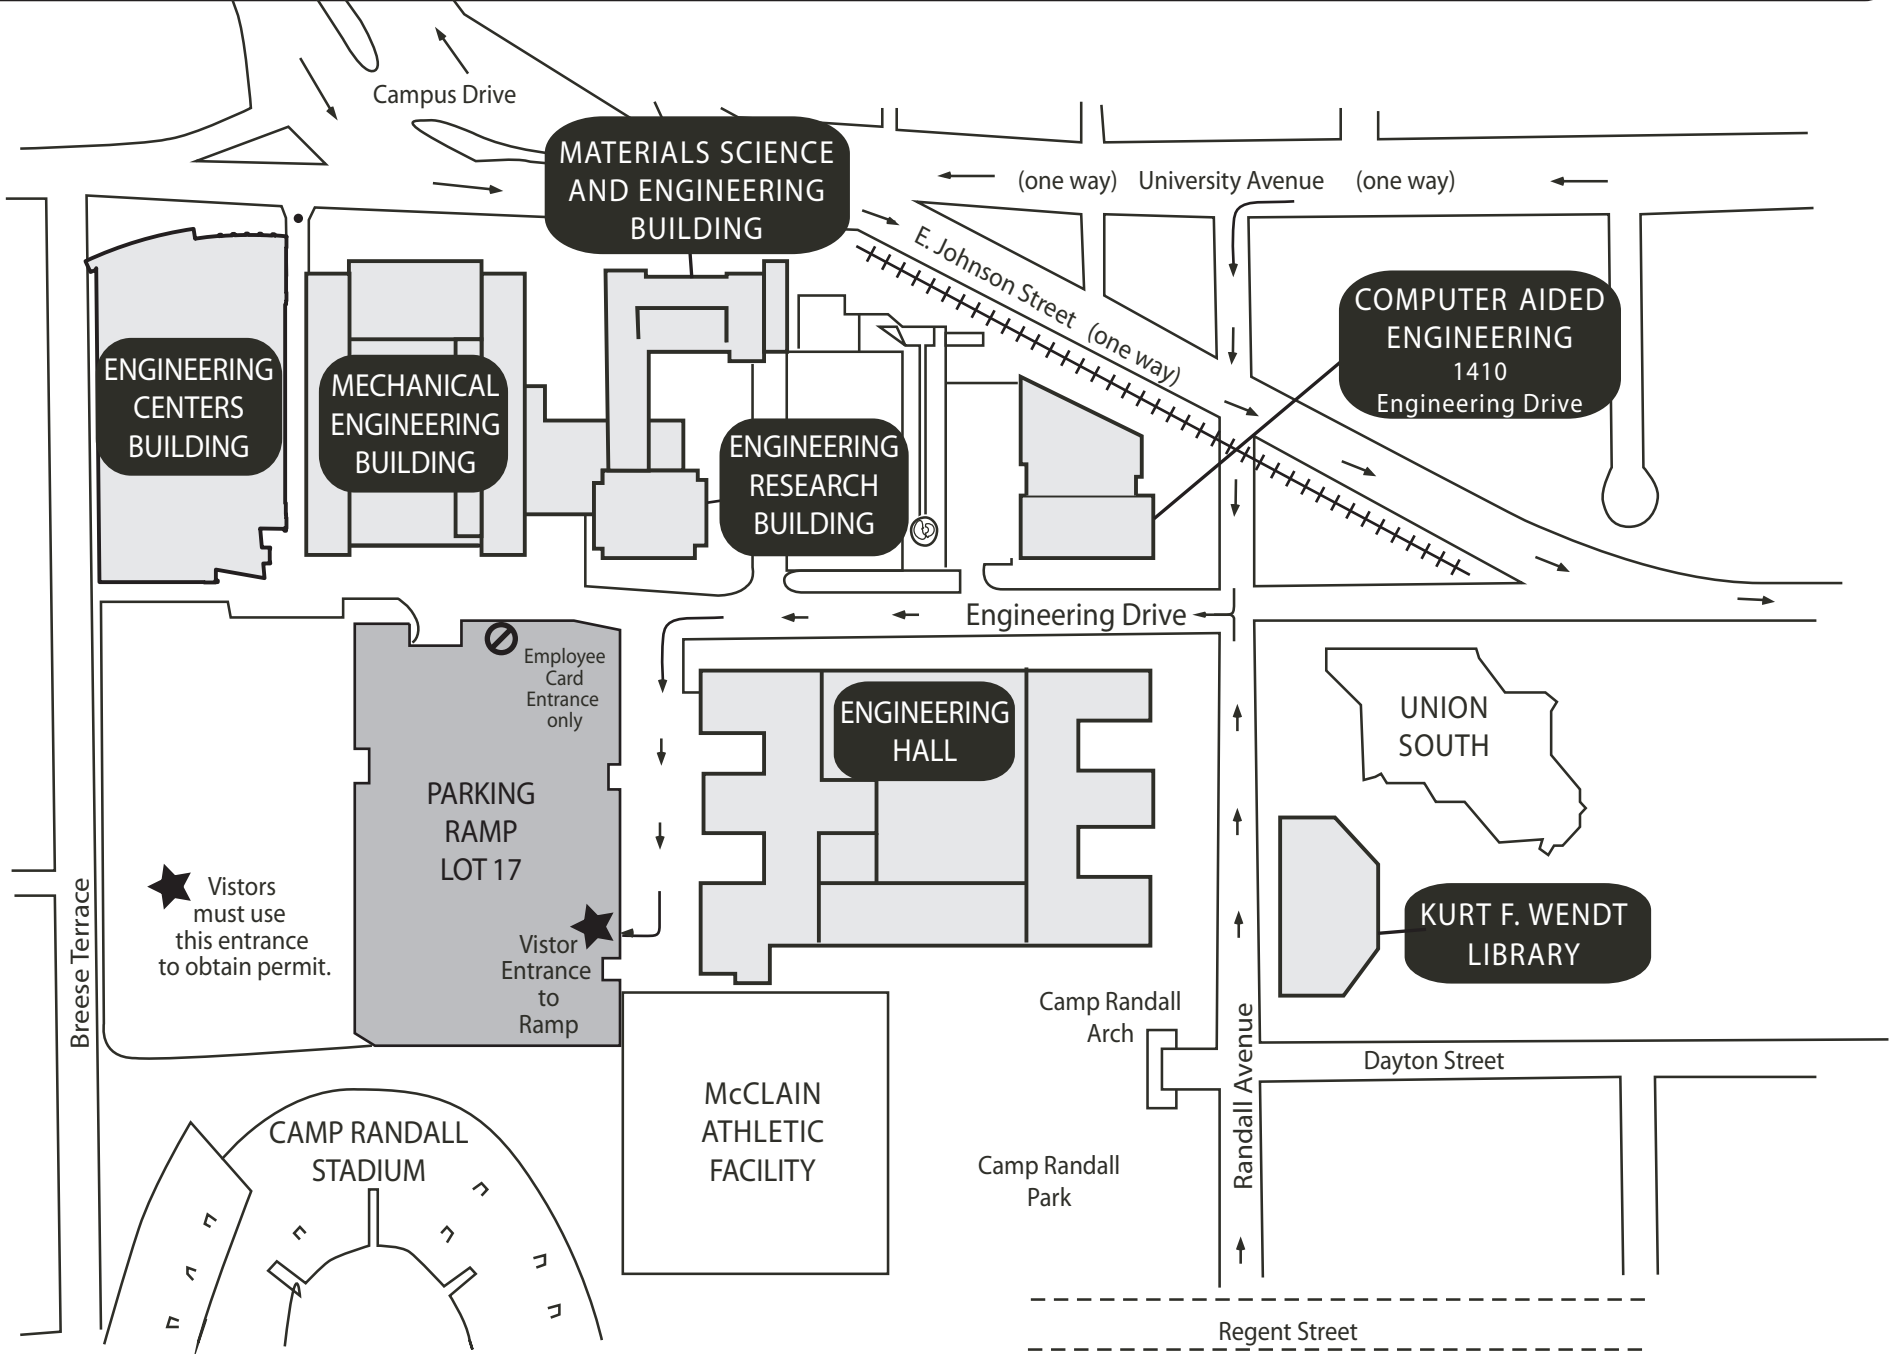 Campus Drive
MATERIALS SCIENCE
AND ENGINEERING
BUILDING
(one way) University Avenue (one way)
E. Johnson Street (one way)
COMPUTER AIDED
ENGINEERING
1410
Engineering Drive
ENGINEERING
CENTERS
BUILDING
MECHANICAL
ENGINEERING
BUILDING
ENGINEERING
RESEARCH
BUILDING
Engineering Drive
Employee
Card
Entrance
only
ENGINEERING
HALL
UNION
SOUTH
PARKING
RAMP
LOT 17
Vistors
must use
this entrance
to obtain permit.
Vistor
Entrance
to
Ramp
KURT F. WENDT
LIBRARY
Breese Terrace
Camp Randall
Arch
Randall Avenue
Dayton Street
McCLAIN
ATHLETIC
FACILITY
CAMP RANDALL
STADIUM
Camp Randall
Park
Regent Street